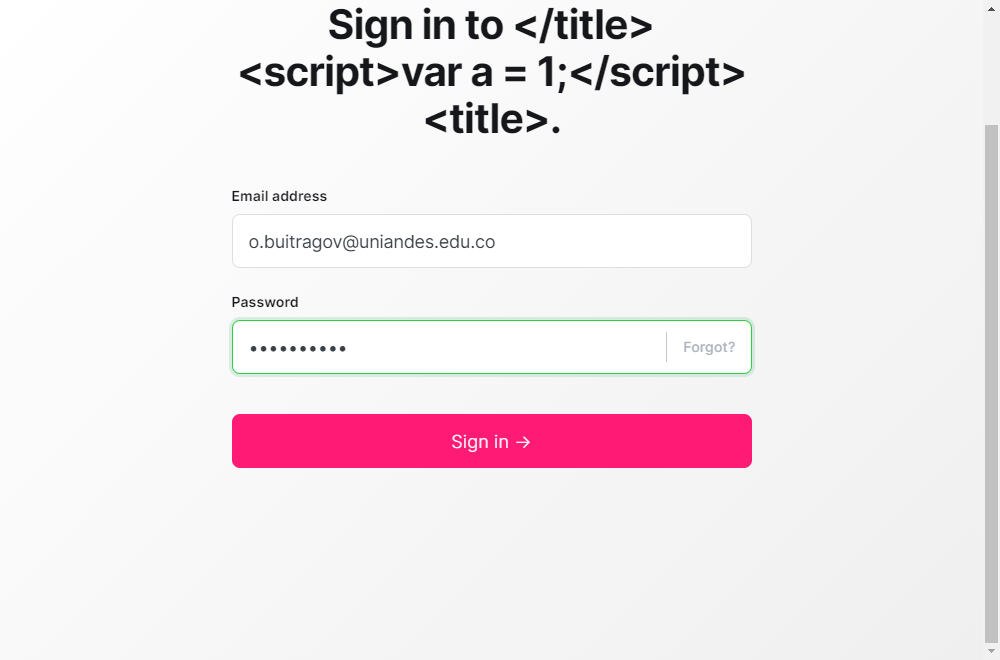 Sign in to </title>
<script>var a = 1;</script>
<title>.
Email address
o.buitragov@uniandes.edu.co
Password
••••••••••
Forgot?
Sign in →